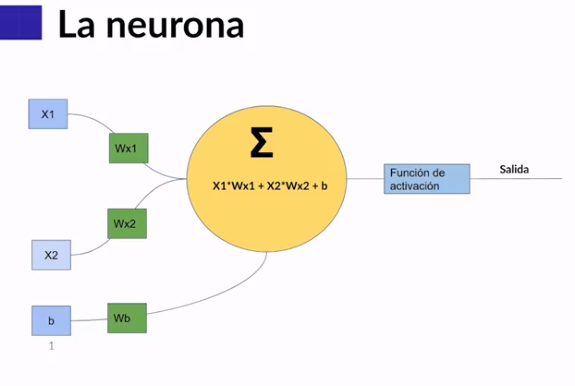 La neurona
X1
Wx1
Σ
X1*Wx1 + X2*Wx2 + b
Función de
activación
Salida
Wx2
X2
b
Wb
1